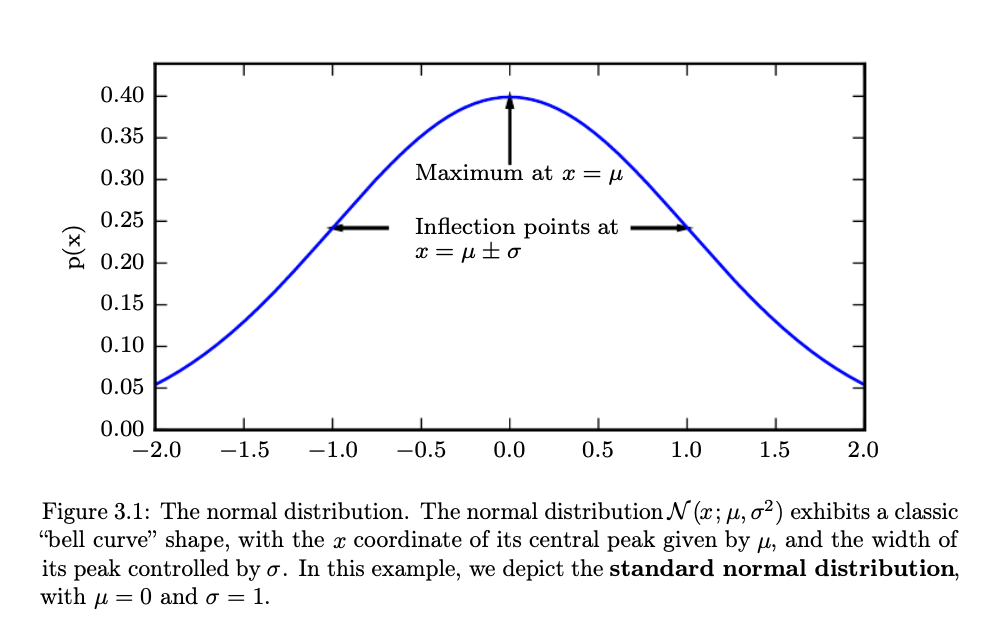 0.40
0.35
Maximum at x = μ
0.30
0.25
Inflection points at
x = μ ± σ
0.20
0.15
0.10
0.05
0.00
p(x)
−2.0 −1.5 −1.0 −0.5 0.0 0.5 1.0 1.5 2.0
Figure 3.1: The normal distribution. The normal distribution 𝒩(x; μ, σ²) exhibits a classic
“bell curve” shape, with the x coordinate of its central peak given by μ, and the width of
its peak controlled by σ. In this example, we depict the standard normal distribution,
with μ = 0 and σ = 1.